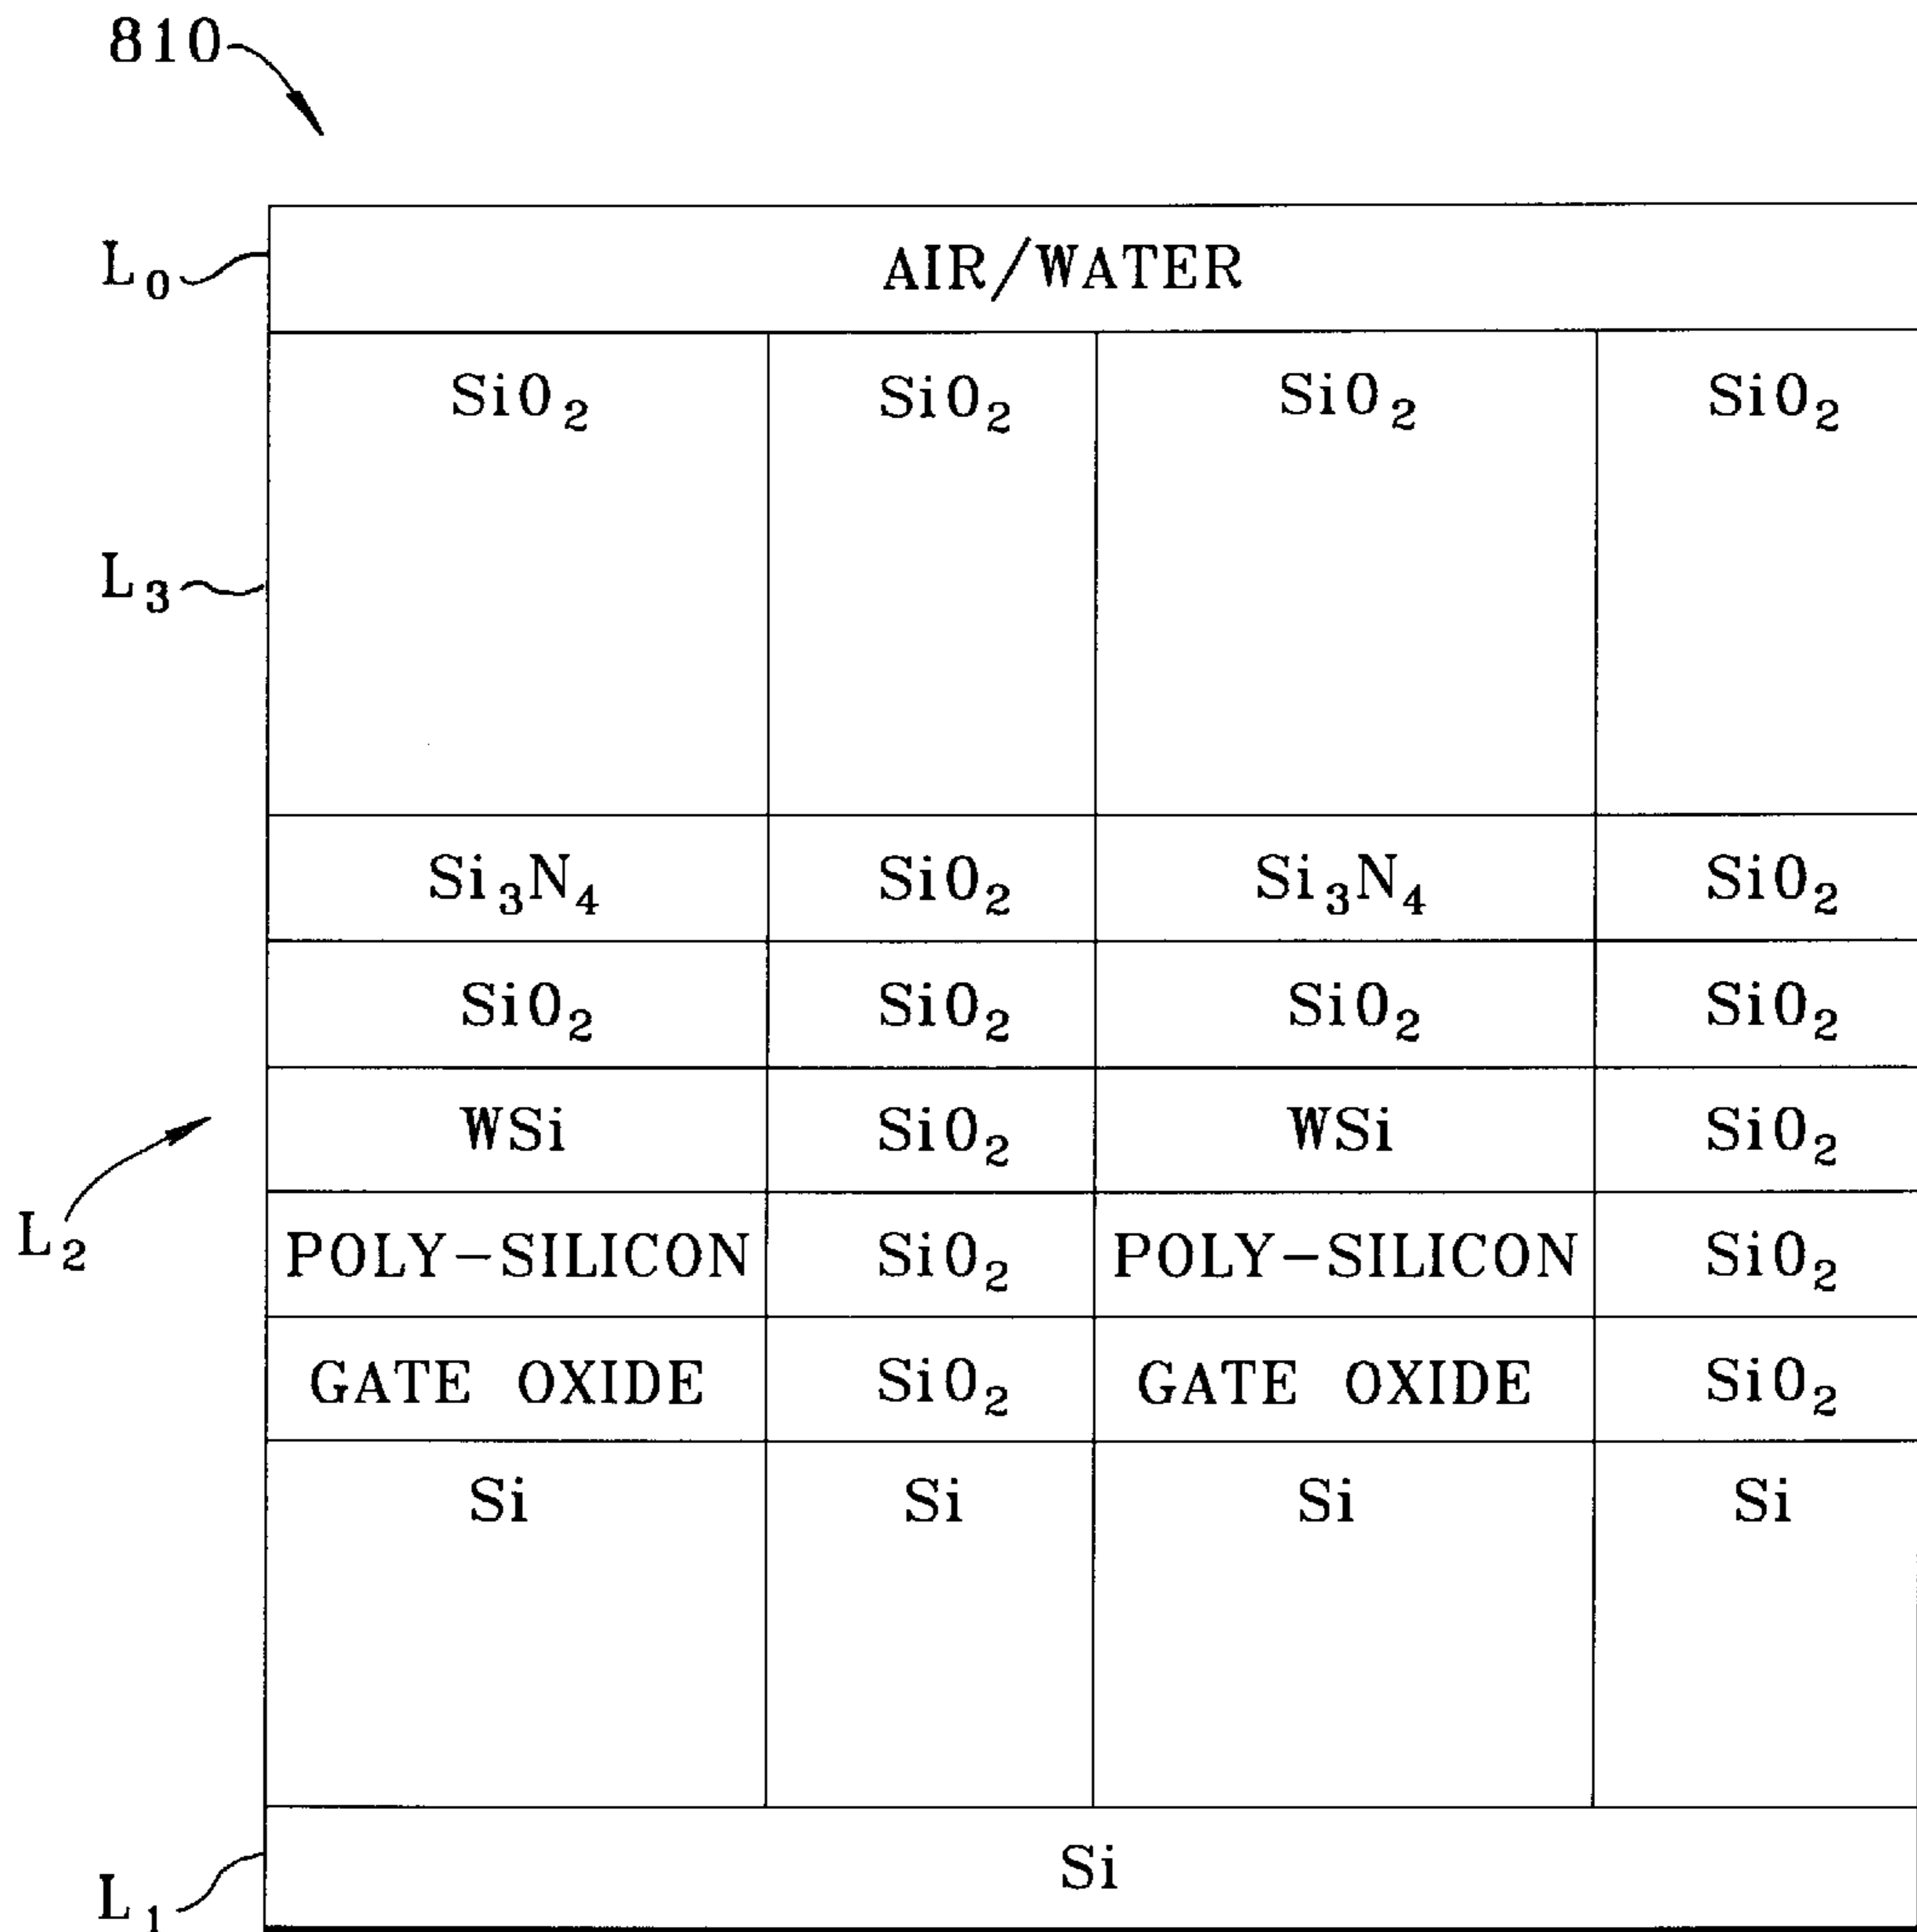 810
L₀ AIR/WATER
SiO₂ SiO₂ SiO₂ SiO₂
L₃
Si₃N₄ SiO₂ Si₃N₄ SiO₂
SiO₂ SiO₂ SiO₂ SiO₂
WSi SiO₂ WSi SiO₂
L₂
POLY-SILICON SiO₂ POLY-SILICON SiO₂
GATE OXIDE SiO₂ GATE OXIDE SiO₂
Si Si Si Si
Si
L₁